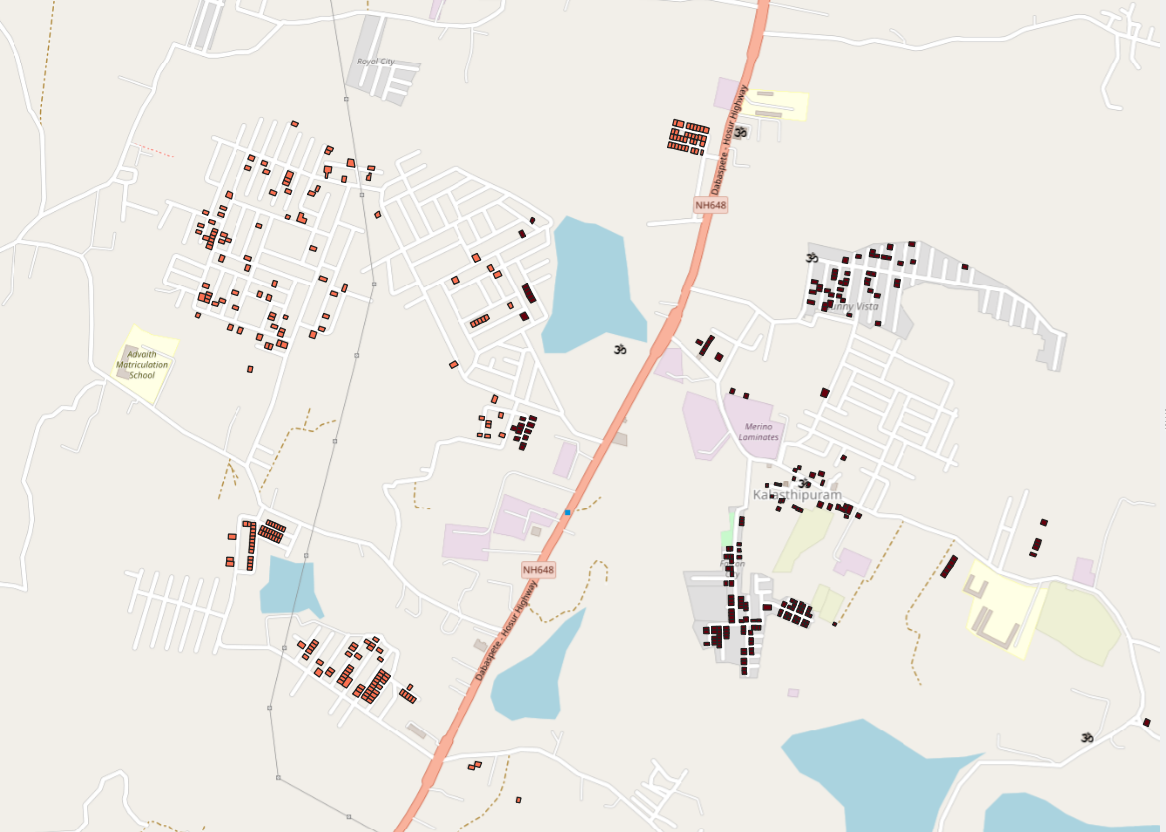 Royal City
Dabaspete - Hosur Highway
ॐ
NH648
ॐ
Sunny Vista
ॐ
Advaith
Matriculation
School
Merino
Laminates
ॐ
Kalasthipuram
NH648
Dabaspete - Hosur Highway
ॐ